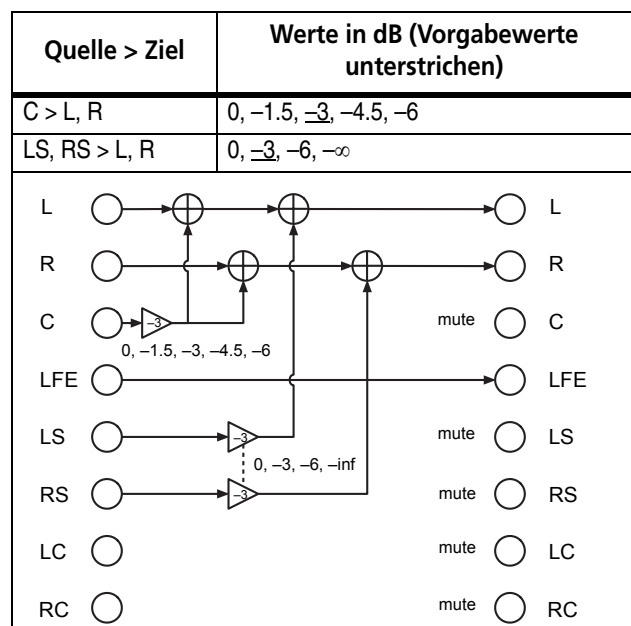 Quelle > Ziel
Werte in dB (Vorgabewerte
unterstrichen)
C > L, R
0, –1.5, –3, –4.5, –6
LS, RS > L, R
0, –3, –6, –∞
L
L
R
R
C
–3
mute
C
0, –1.5, –3, –4.5, –6
LFE
LFE
LS
–3
mute
LS
0, –3, –6, –inf
RS
–3
mute
RS
LC
mute
LC
RC
mute
RC